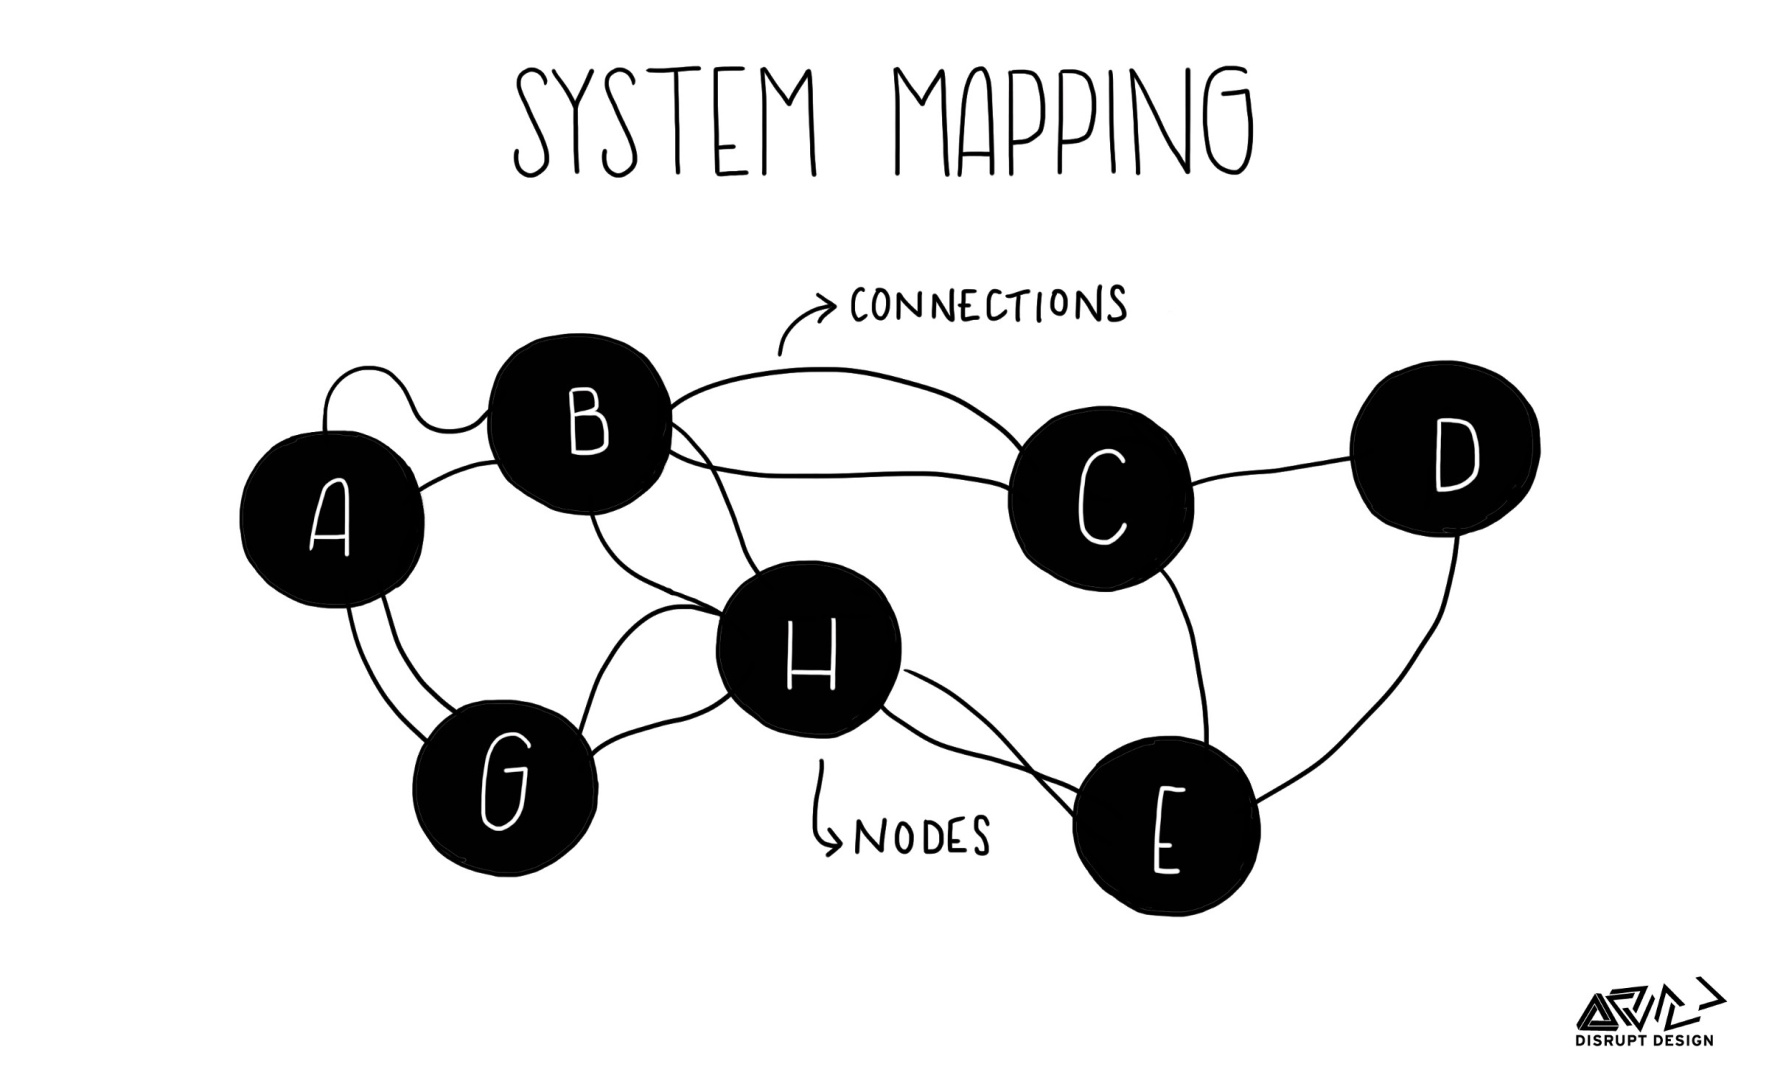 SYSTEM MAPPING
CONNECTIONS
B
D
C
A
H
G
E
NODES
DISRUPT DESIGN